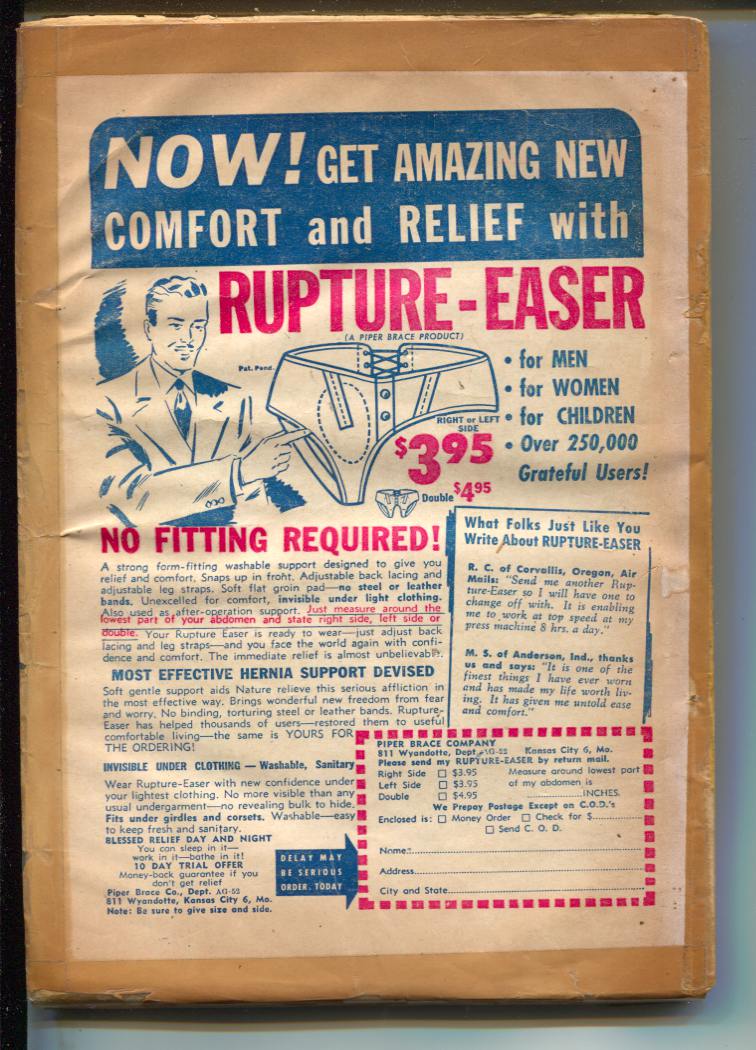 NOW! GET AMAZING NEW
COMFORT and RELIEF with
RUPTURE-EASER
(A PIPER BRACE PRODUCT)
Pat. Pend.
• for MEN
• for WOMEN
• for CHILDREN
• Over 250,000
Grateful Users!
RIGHT or LEFT
SIDE
$3.95
Double $4.95
NO FITTING REQUIRED!
A strong form-fitting washable support designed to give you
relief and comfort. Snaps up in front. Adjustable back lacing and
adjustable leg straps. Soft flat groin pad—no steel or leather
bands. Unexcelled for comfort, invisible under light clothing.
Also used as after-operation support. Just measure around the
lowest part of your abdomen and state right side, left side or
double. Your Rupture Easer is ready to wear—just adjust back
lacing and leg straps—and you face the world again with confi-
dence and comfort. The immediate relief is almost unbelievable.
MOST EFFECTIVE HERNIA SUPPORT DEVISED
Soft gentle support aids Nature relieve this serious affliction in
the most effective way. Brings wonderful new freedom from fear
and worry. No binding, torturing steel or leather bands. Rupture-
Easer has helped thousands of users—restored them to useful
comfortable living—the same is YOURS FOR
THE ORDERING!
INVISIBLE UNDER CLOTHING — Washable, Sanitary
Wear Rupture-Easer with new confidence under
your lightest clothing. No more visible than any
usual undergarment—no revealing bulk to hide.
Fits under girdles and corsets. Washable—easy
to keep fresh and sanitary.
BLESSED RELIEF DAY AND NIGHT
You can sleep in it—
work in it—bathe in it!
10 DAY TRIAL OFFER
Money-back guarantee if you
don't get relief
Piper Brace Co., Dept. AG-52
811 Wyandotte, Kansas City 6, Mo.
Note: Be sure to give size and side.
DELAY MAY
BE SERIOUS
ORDER TODAY
What Folks Just Like You
Write About RUPTURE-EASER
R. C. of Corvallis, Oregon, Air
Mails: "Send me another Rup-
ture-Easer so I will have one to
change off with. It is enabling
me to work at top speed at my
press machine 8 hrs. a day."
M. S. of Anderson, Ind., thanks
us and says: "It is one of the
finest things I have ever worn
and has made my life worth liv-
ing. It has given me untold ease
and comfort."
PIPER BRACE COMPANY
811 Wyandotte, Dept. AG-52 Kansas City 6, Mo.
Please send my RUPTURE-EASER by return mail.
Right Side □ $3.95 Measure around lowest part
Left Side □ $3.95 of my abdomen is
Double □ $4.95 ..............INCHES.
We Prepay Postage Except on C.O.D.'s
Enclosed is: □ Money Order □ Check for $..............
□ Send C. O. D.
Name..............
Address..............
City and State..............